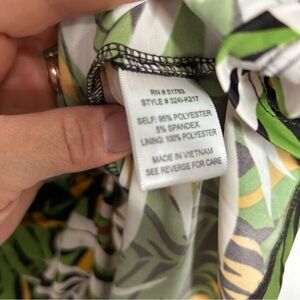 RN # 51783
STYLE # 3241-K217
SELF: 95% POLYESTER
5% SPANDEX
LINING: 100% POLYESTER
MADE IN VIETNAM
SEE REVERSE FOR CARE